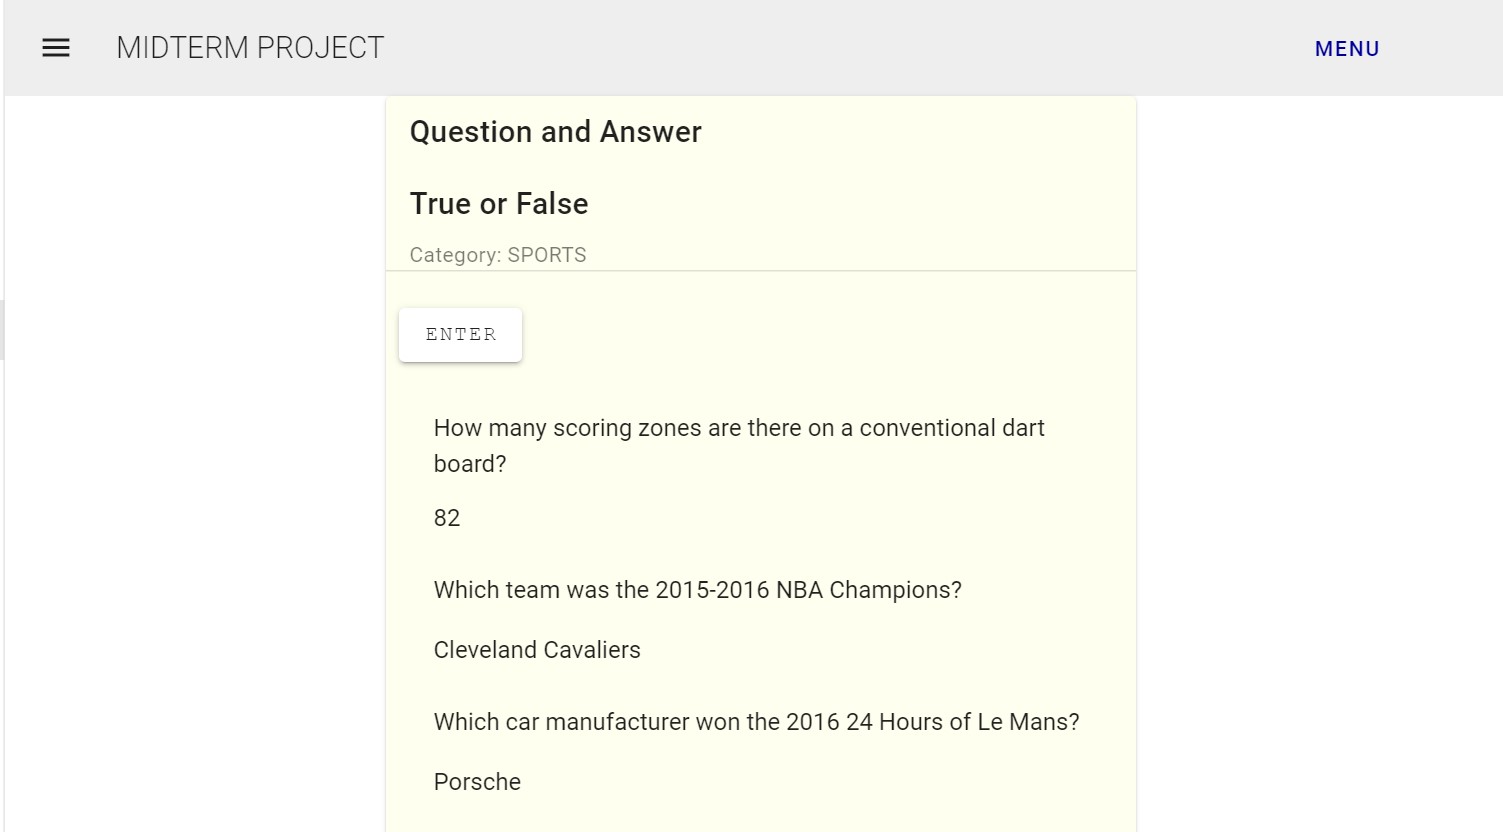 MIDTERM PROJECT
MENU
Question and Answer
True or False
Category: SPORTS
ENTER
How many scoring zones are there on a conventional dart
board?
82
Which team was the 2015-2016 NBA Champions?
Cleveland Cavaliers
Which car manufacturer won the 2016 24 Hours of Le Mans?
Porsche